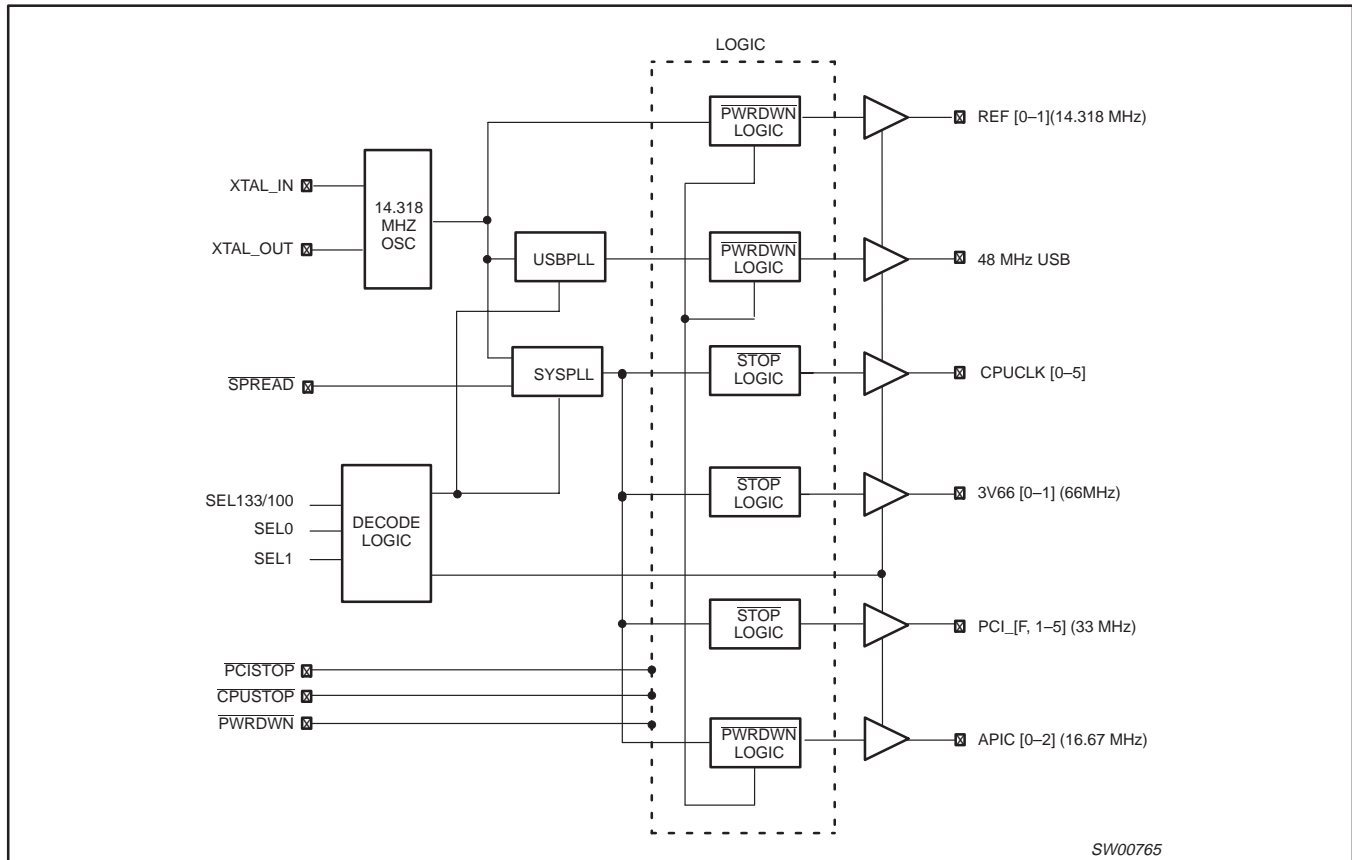 LOGIC
PWRDWN
LOGIC
REF [0–1](14.318 MHz)
XTAL_IN
14.318
MHZ
OSC
XTAL_OUT
USBPLL
PWRDWN
LOGIC
48 MHz USB
SYSPLL
STOP
LOGIC
CPUCLK [0–5]
SPREAD
SEL133/100
SEL0
SEL1
DECODE
LOGIC
STOP
LOGIC
3V66 [0–1] (66MHz)
STOP
LOGIC
PCI_[F, 1–5] (33 MHz)
PCISTOP
CPUSTOP
PWRDWN
PWRDWN
LOGIC
APIC [0–2] (16.67 MHz)
SW00765